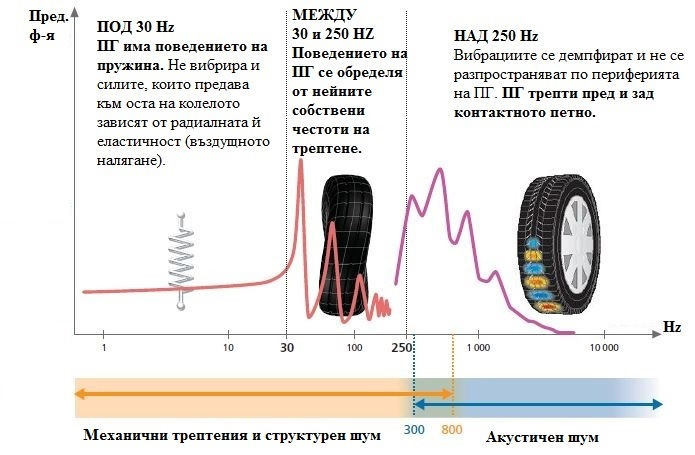 Пред.
ф-я
ПОД 30 Hz
ПГ има поведението на
пружина. Не вибрира и
силите, които предава
към оста на колелото
зависят от радиалната й
еластичност (въздушното
налягане).
МЕЖДУ
30 и 250 HZ
Поведението на
ПГ се обределя
от нейните
собствени
честоти на
трептене.
НАД 250 Hz
Вибрациите се демпфират и не се
разпространяват по периферията
на ПГ. ПГ трепти пред и зад
контактното петно.
Hz
1 10 30 100 250 1 000 10 000
300 800
Механични трептения и структурен шум
Акустичен шум